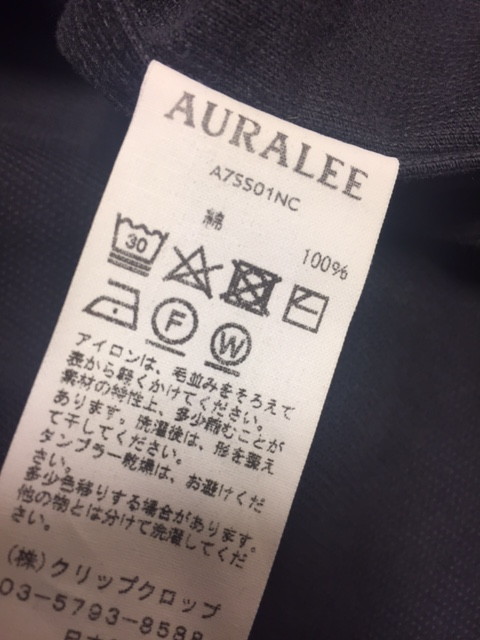 AURALEE
A7SS01NC
綿 100%
30
F W
アイロンは、毛並みをそろえて
表から軽くかけてください。
素材の特性上、多少縮むことが
あります。洗濯後は、形を整え
て干してください。
タンブラー乾燥は、お避けくだ
さい。
多少色移りする場合があります。
他の物とは分けて洗濯してくだ
さい。
(株)クリップクロップ
03-5793-8588